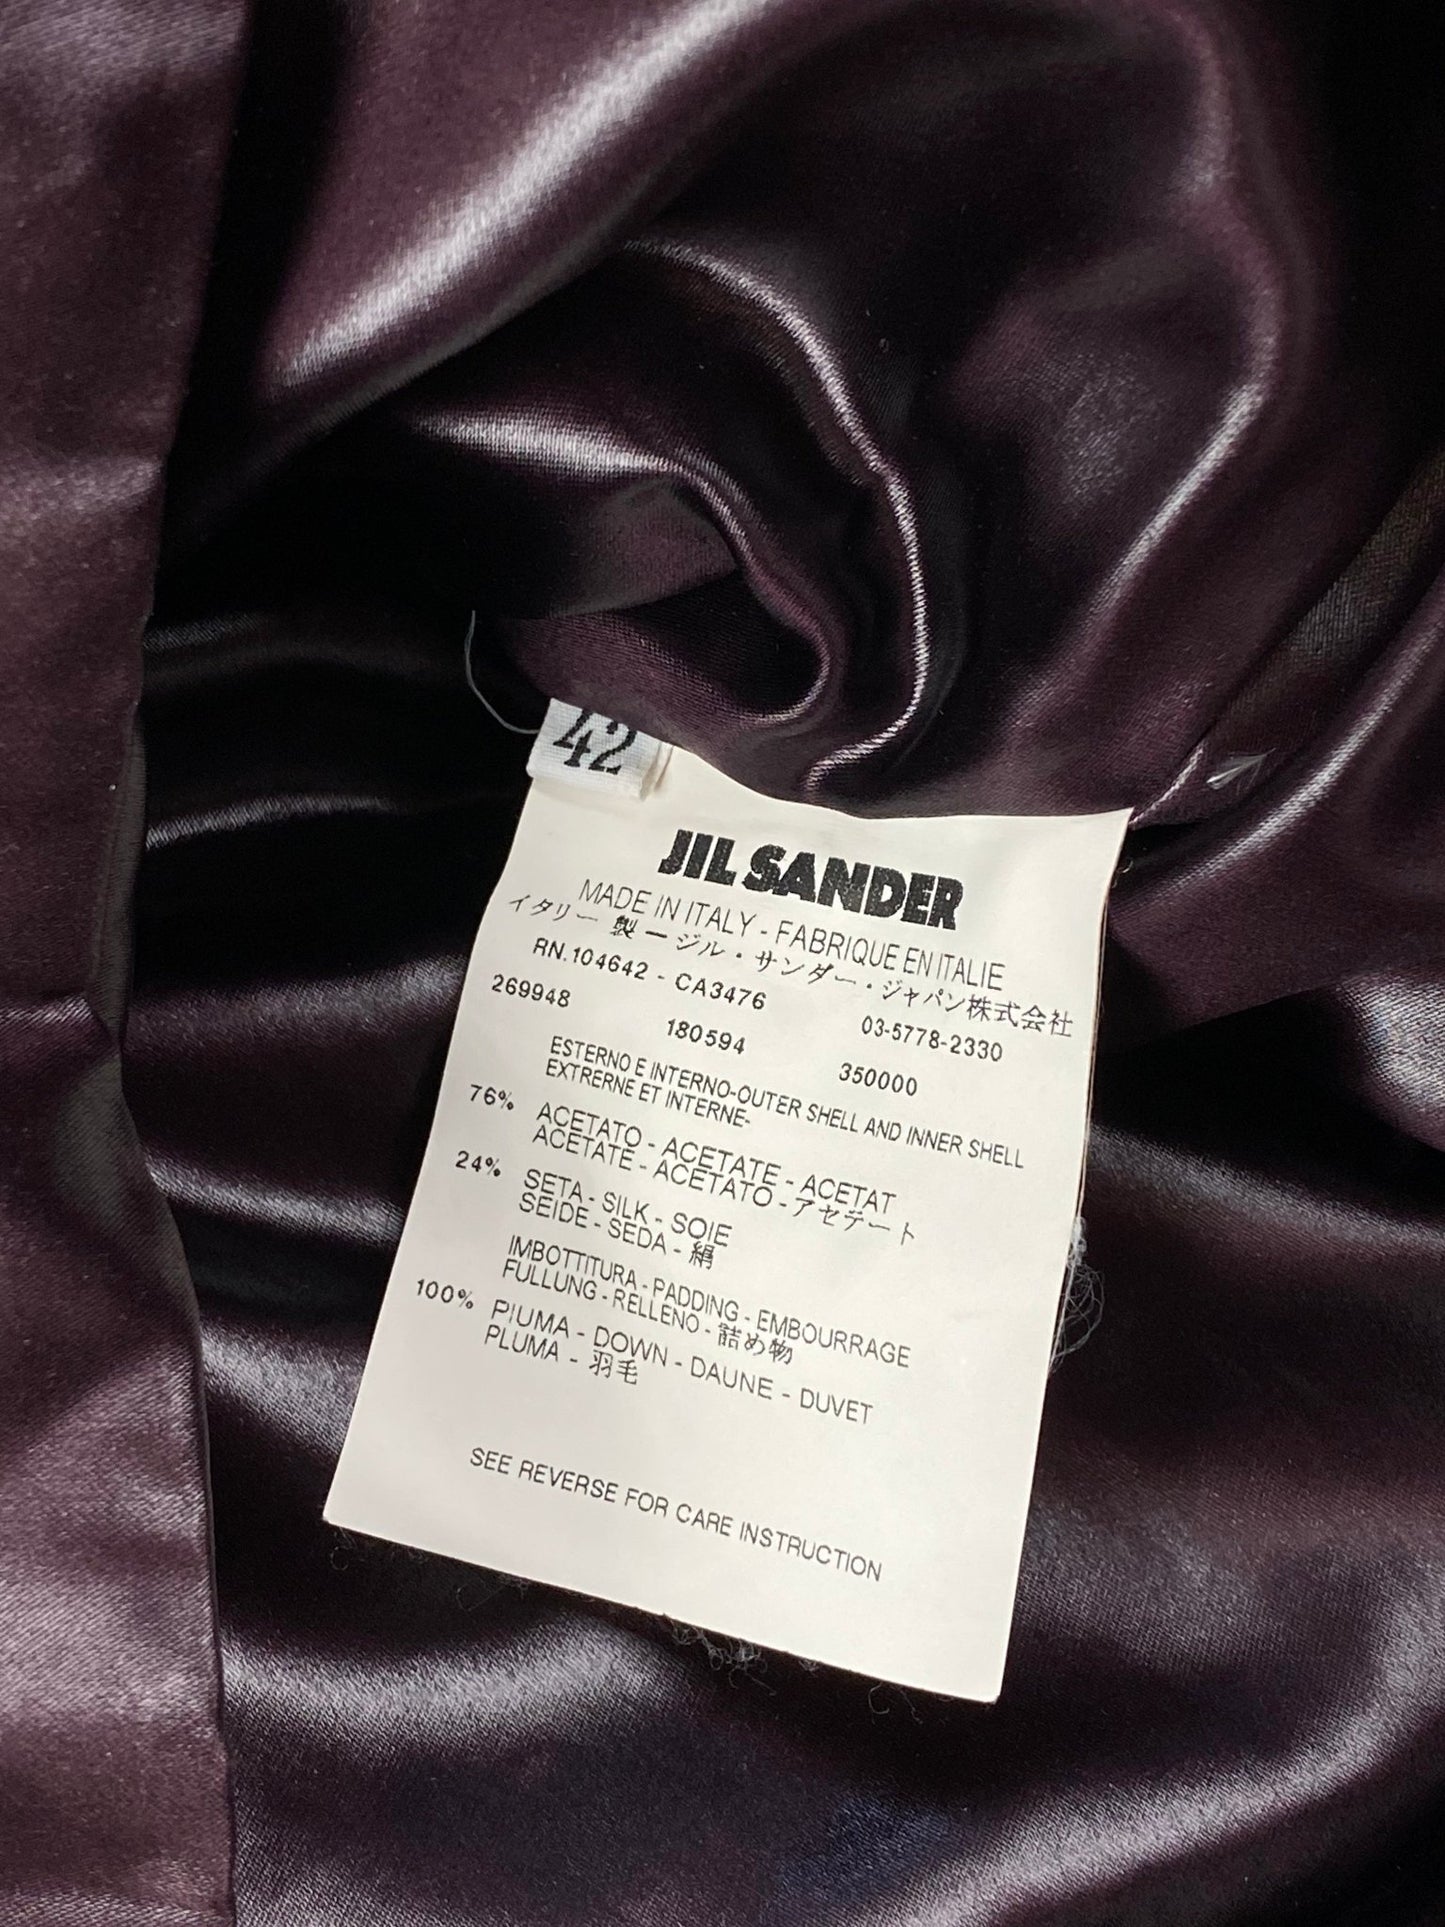 42
JIL SANDER
MADE IN ITALY - FABRIQUE EN ITALIE
イタリー製ージル・サンダー・ジャパン株式会社
RN.104642 - CA3476 03-5778-2330
269948 180594 350000
ESTERNO E INTERNO-OUTER SHELL AND INNER SHELL
EXTRERNE ET INTERNE-
76% ACETATO - ACETATE - ACETAT
ACETATE - ACETATO - アセテート
24% SETA - SILK - SOIE
SEIDE - SEDA - 絹
IMBOTTITURA - PADDING - EMBOURRAGE
FULLUNG - RELLENO - 詰め物
100% PIUMA - DOWN - DAUNE - DUVET
PLUMA - 羽毛
SEE REVERSE FOR CARE INSTRUCTION